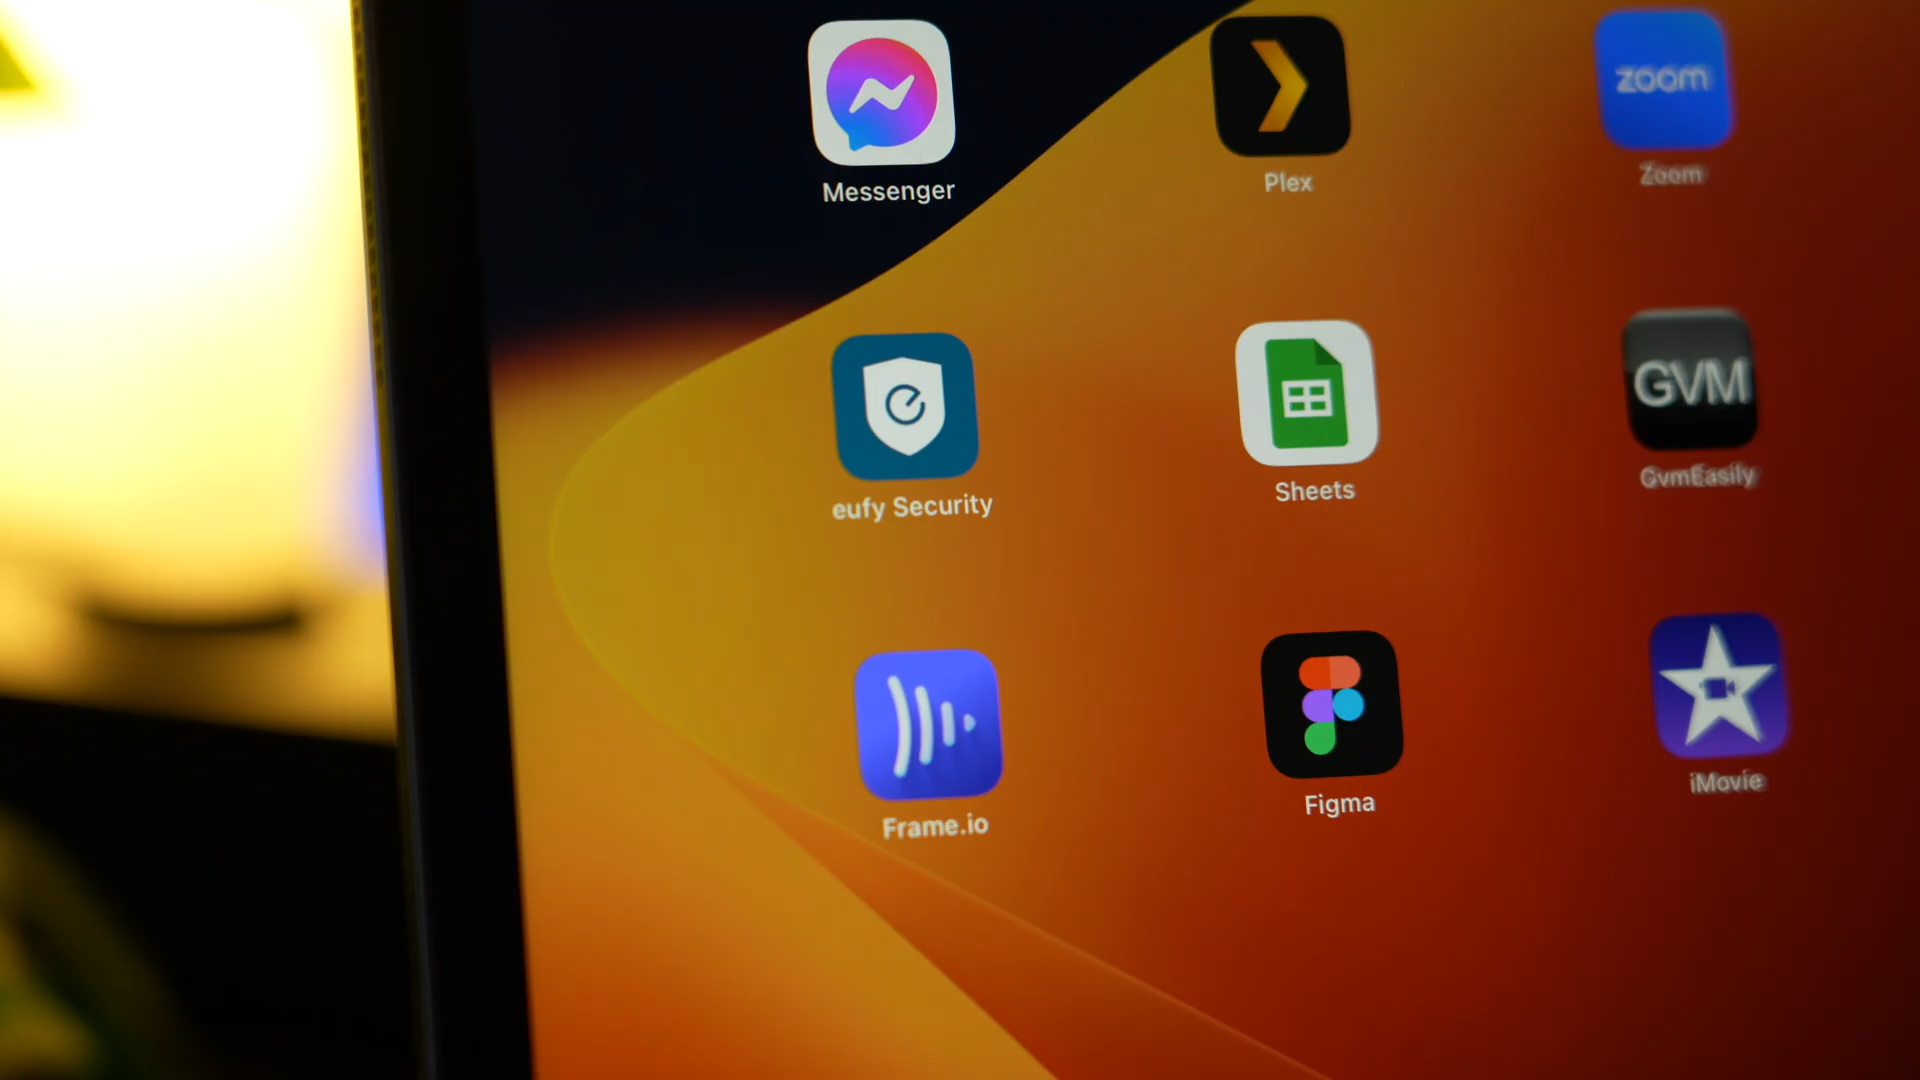 zoom
Messenger
Plex
Zoom
GVM
eufy Security
Sheets
GvmEasily
Frame.io
Figma
iMovie